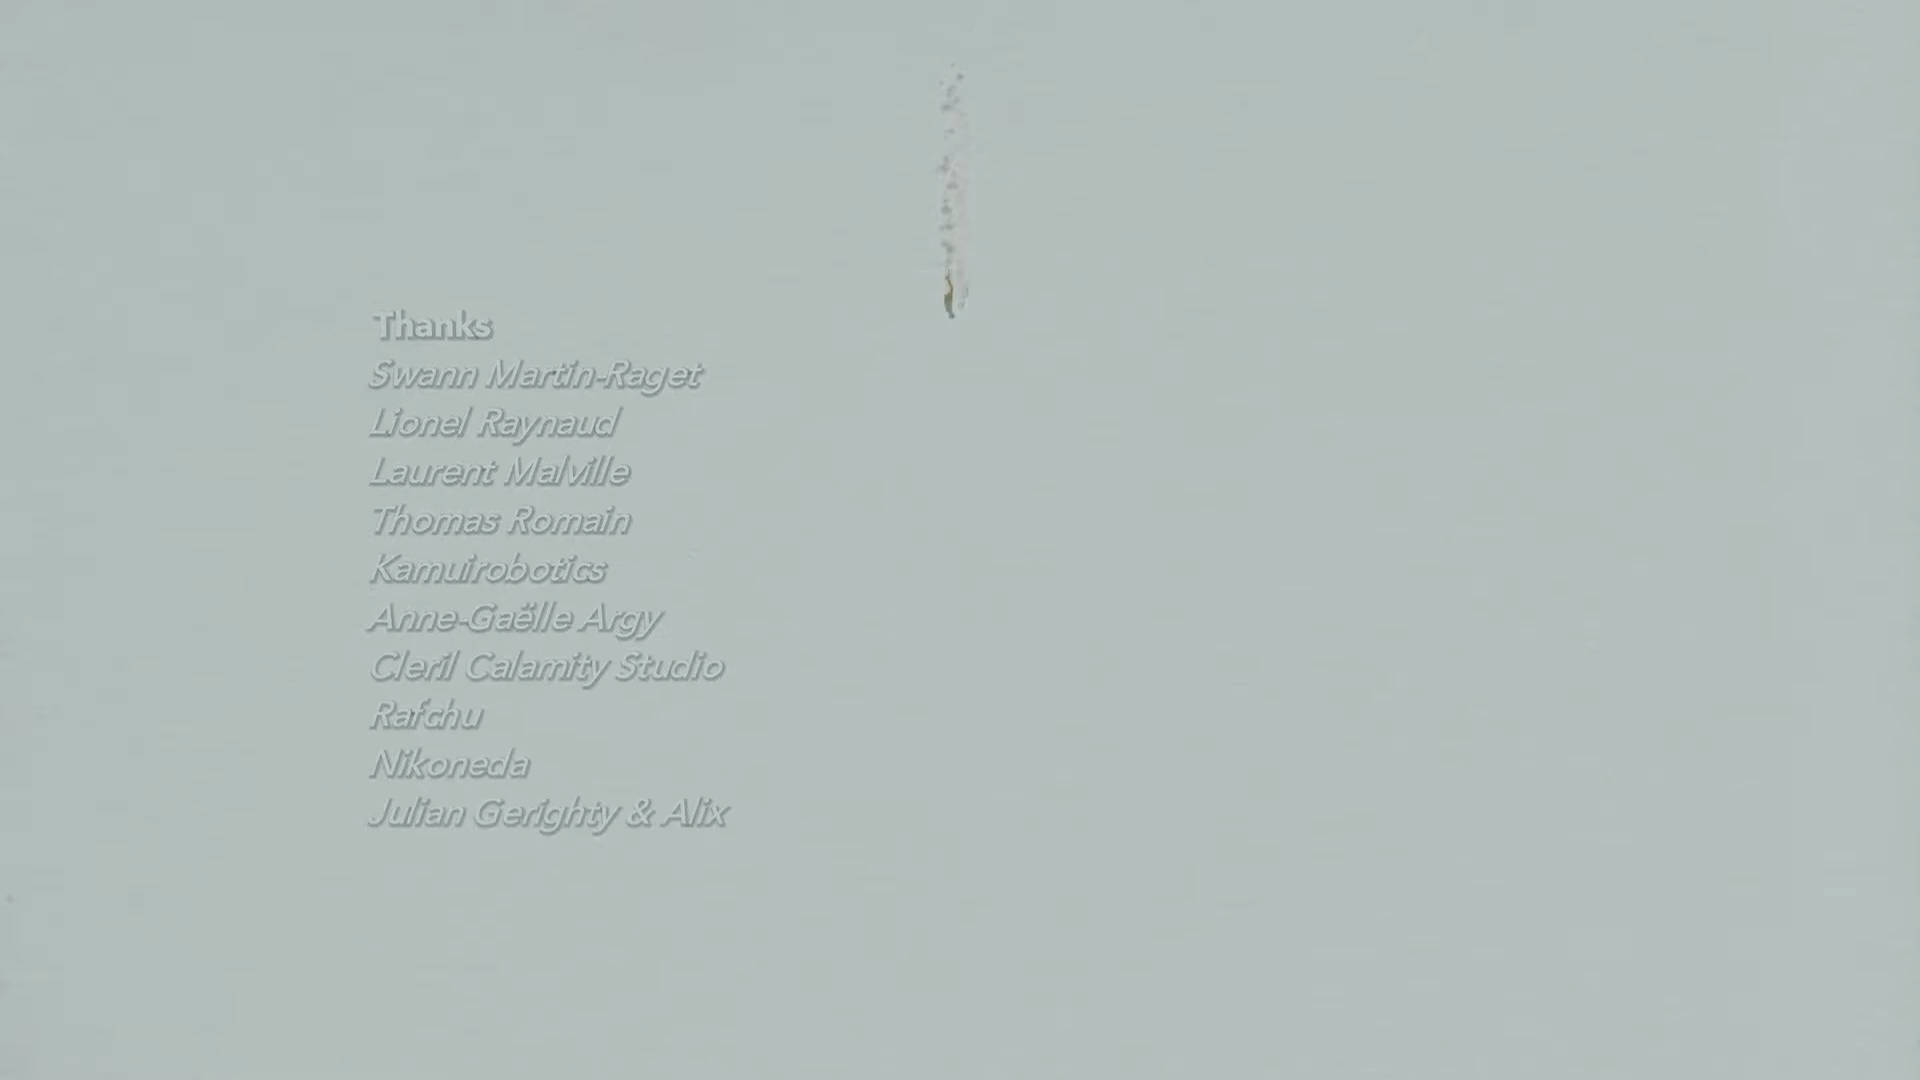 Thanks
Swann Martin-Raget
Lionel Raynaud
Laurent Malville
Thomas Romain
Kamuirobotics
Anne-Gaëlle Argy
Cleril Calamity Studio
Rafchu
Nikoneda
Julian Gerighty & Alix